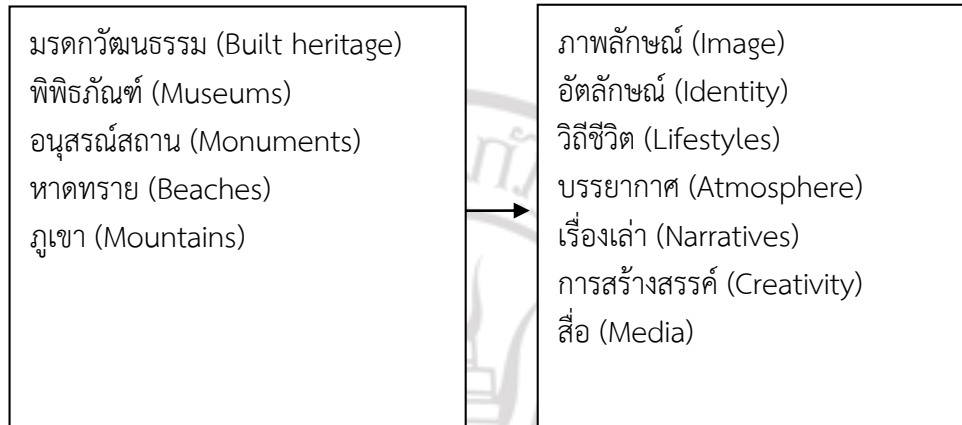 มรดกวัฒนธรรม (Built heritage)
พิพิธภัณฑ์ (Museums)
อนุสรณ์สถาน (Monuments)
หาดทราย (Beaches)
ภูเขา (Mountains)
ภาพลักษณ์ (Image)
อัตลักษณ์ (Identity)
วิถีชีวิต (Lifestyles)
บรรยากาศ (Atmosphere)
เรื่องเล่า (Narratives)
การสร้างสรรค์ (Creativity)
สื่อ (Media)